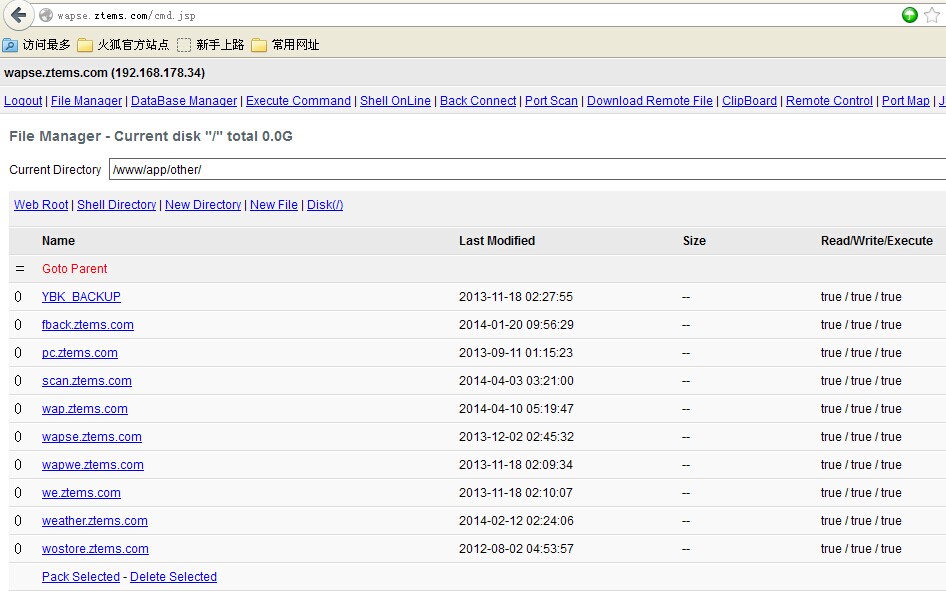 wapse.ztems.com/cmd.jsp
访问最多 火狐官方站点 新手上路 常用网址
wapse.ztems.com (192.168.178.34)
Logout | File Manager | DataBase Manager | Execute Command | Shell OnLine | Back Connect | Port Scan | Download Remote File | ClipBoard | Remote Control | Port Map | J
File Manager - Current disk "/" total 0.0G
Current Directory /www/app/other/
Web Root | Shell Directory | New Directory | New File | Disk(/)
Name Last Modified Size Read/Write/Execute
= Goto Parent
0 YBK_BACKUP 2013-11-18 02:27:55 -- true / true / true
0 fback.ztems.com 2014-01-20 09:56:29 -- true / true / true
0 pc.ztems.com 2013-09-11 01:15:23 -- true / true / true
0 scan.ztems.com 2014-04-03 03:21:00 -- true / true / true
0 wap.ztems.com 2014-04-10 05:19:47 -- true / true / true
0 wapse.ztems.com 2013-12-02 02:45:32 -- true / true / true
0 wapwe.ztems.com 2013-11-18 02:09:34 -- true / true / true
0 we.ztems.com 2013-11-18 02:10:07 -- true / true / true
0 weather.ztems.com 2014-02-12 02:24:06 -- true / true / true
0 wostore.ztems.com 2012-08-02 04:53:57 -- true / true / true
Pack Selected - Delete Selected